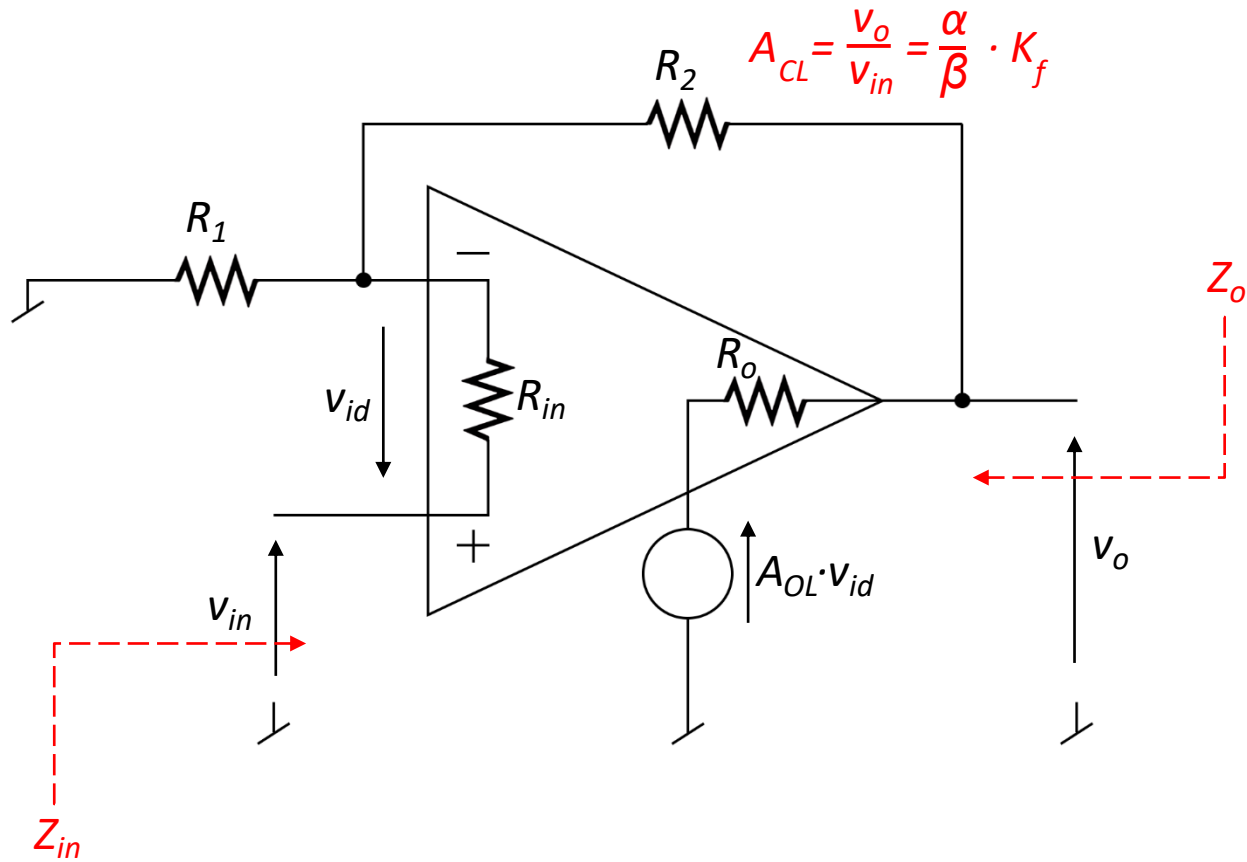 A_CL = v_o / v_in = α / β · K_f
R_2
R_1
−
Z_o
R_o
v_id
R_in
+
A_OL·v_id
v_o
v_in
Z_in